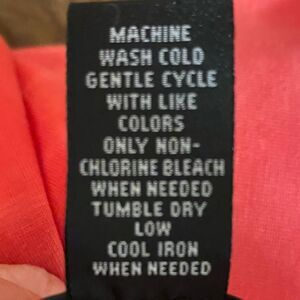 MACHINE
WASH COLD
GENTLE CYCLE
WITH LIKE
COLORS
ONLY NON-
CHLORINE BLEACH
WHEN NEEDED
TUMBLE DRY
LOW
COOL IRON
WHEN NEEDED